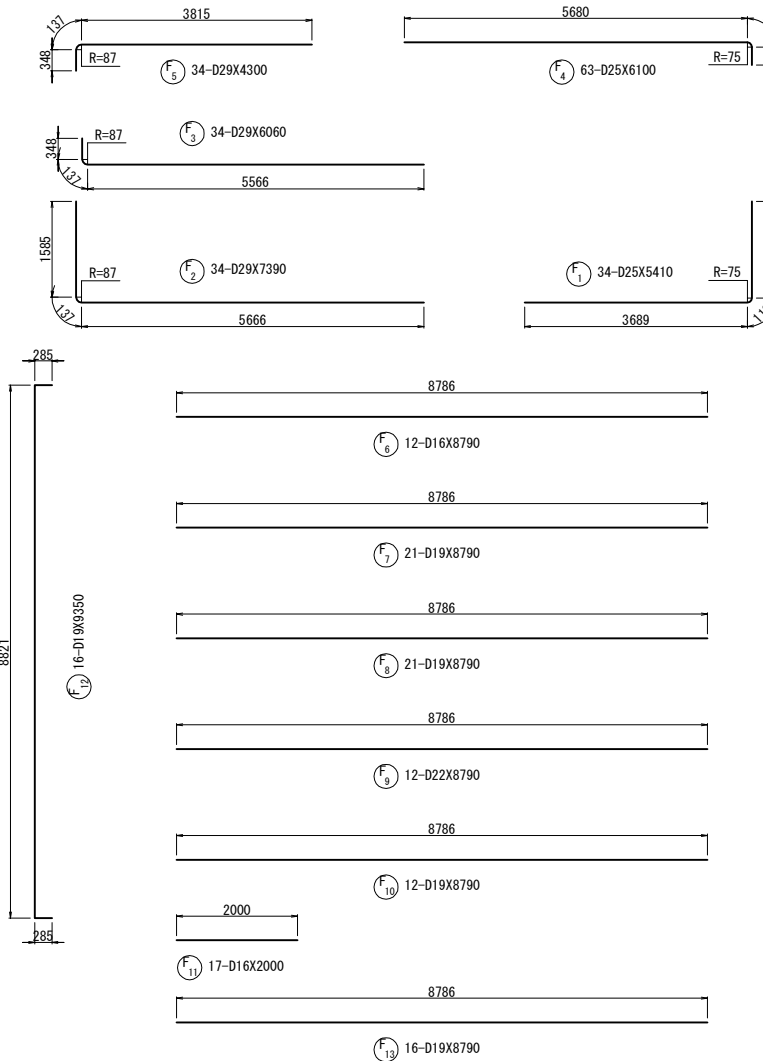 3815
137
348
R=87
F5 34-D29X4300
5680
R=75
F4 63-D25X6100
R=87
F3 34-D29X6060
348
137
5566
1585
R=87
F2 34-D29X7390
137
5666
F1 34-D25X5410
R=75
3689
285
8821
F12 16-D19X9350
285
8786
F6 12-D16X8790
8786
F7 21-D19X8790
8786
F8 21-D19X8790
8786
F9 12-D22X8790
8786
F10 12-D19X8790
2000
F11 17-D16X2000
8786
F13 16-D19X8790